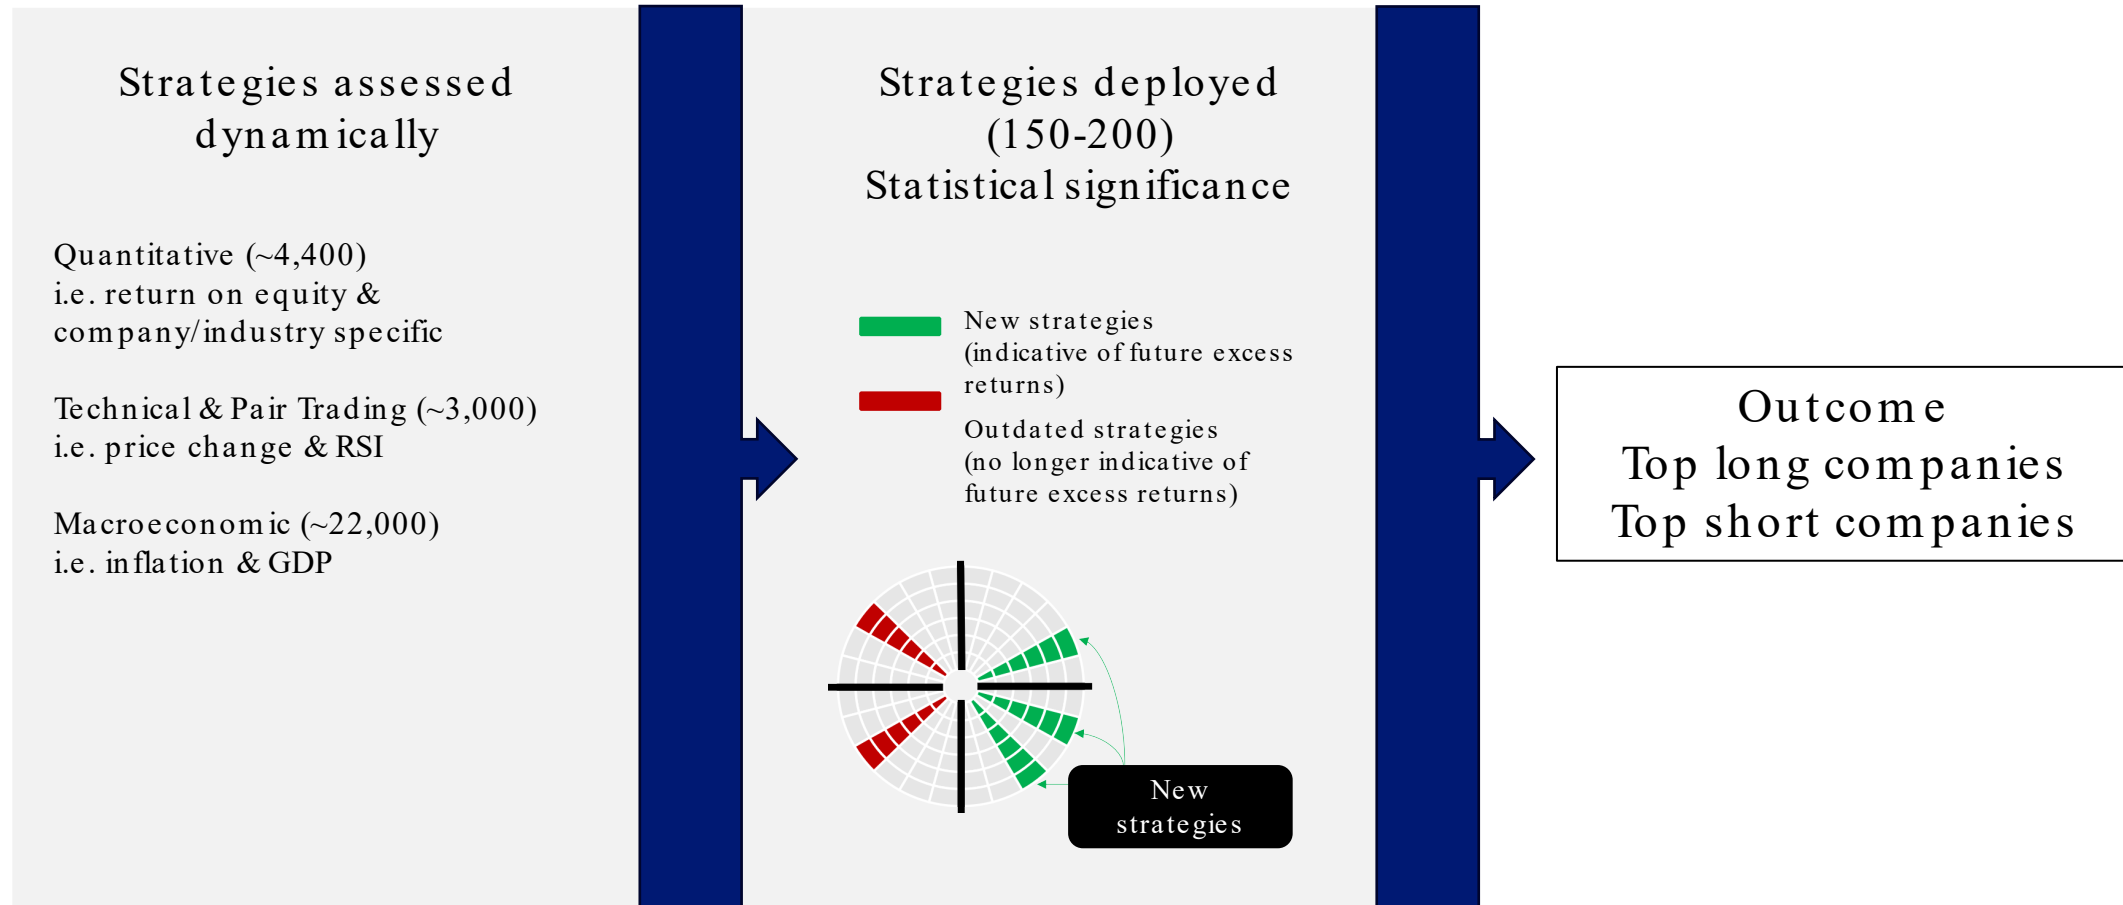 Strategies assessed
dynamically
Quantitative (~4,400)
i.e. return on equity &
company/industry specific
Technical & Pair Trading (~3,000)
i.e. price change & RSI
Macroeconomic (~22,000)
i.e. inflation & GDP
Strategies deployed
(150-200)
Statistical significance
New strategies
(indicative of future excess
returns)
Outdated strategies
(no longer indicative of
future excess returns)
New
strategies
Outcome
Top long companies
Top short companies